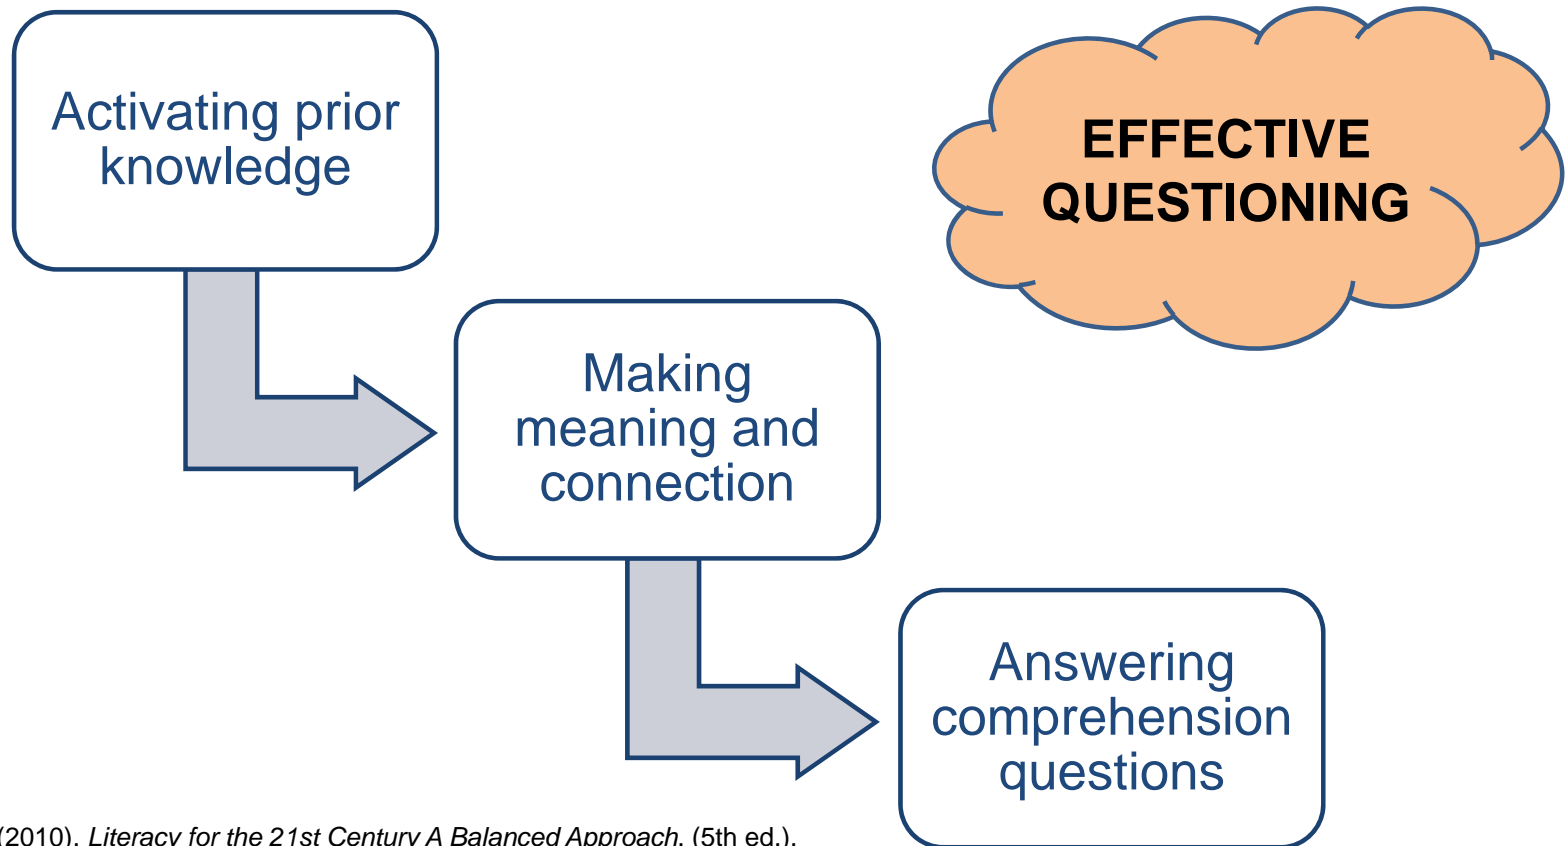 Activating prior
knowledge
EFFECTIVE
QUESTIONING
Making
meaning and
connection
Answering
comprehension
questions
(2010). Literacy for the 21st Century A Balanced Approach. (5th ed.).